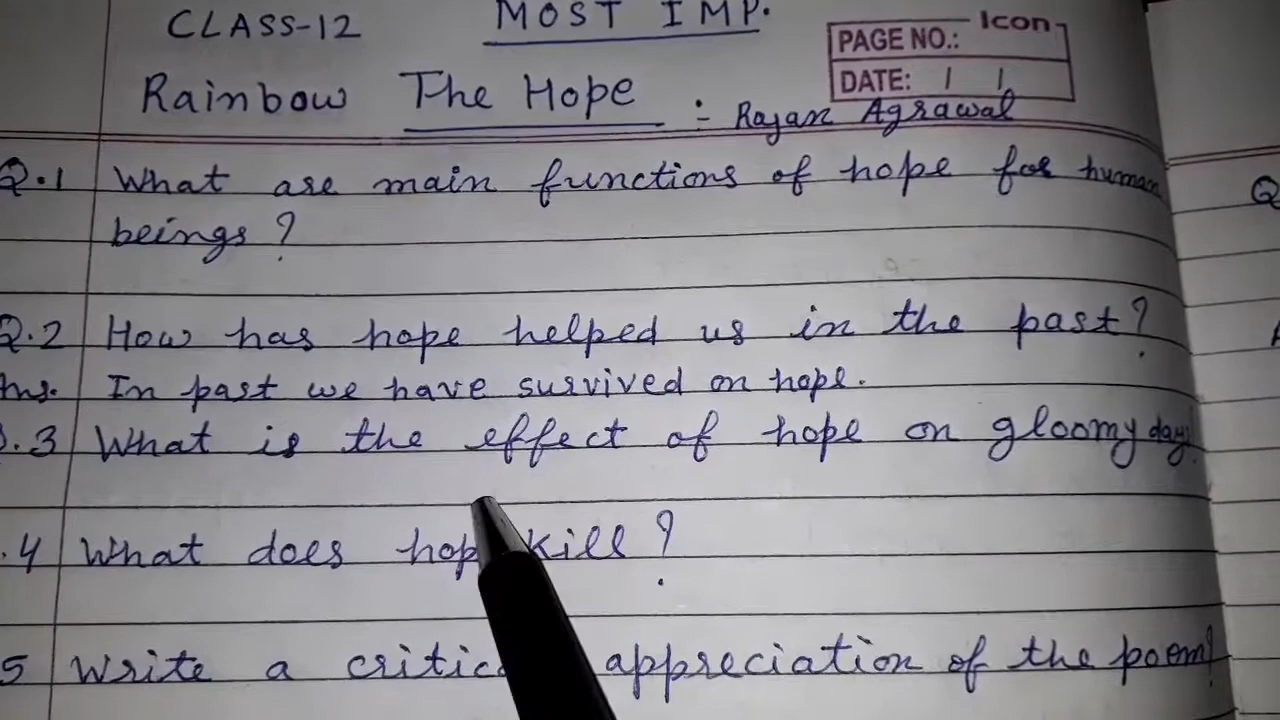 CLASS-12 MOST IMP.
Icon
PAGE NO.:
DATE: / /
Rainbow The Hope :- Rajan Agrawal
Q.1 What are main functions of hope for human
beings?
Q.2 How has hope helped us in the past?
Ans. In past we have survived on hope.
Q.3 What is the effect of hope on gloomy day?
.4 What does hope kill?
5 Write a critical appreciation of the poem?
Q